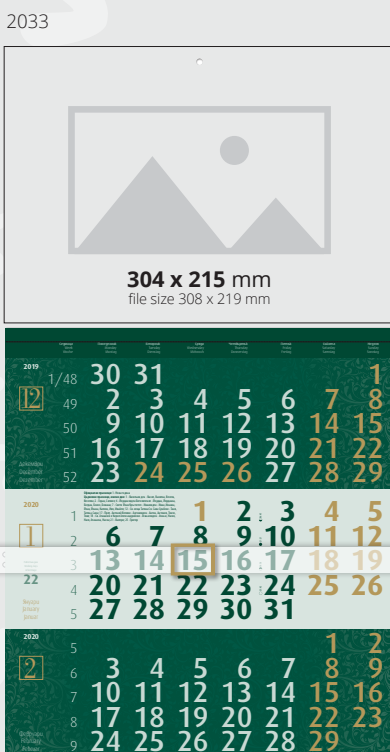 2033
304 x 215 mm
file size 308 x 219 mm
2019
12
1/48 30 31 1
49 2 3 4 5 6 7 8
50 9 10 11 12 13 14 15
51 16 17 18 19 20 21 22
52 23 24 25 26 27 28 29
2020
1
22
1 1 2 3 4 5
2 6 7 8 9 10 11 12
3 13 14 15 16 17 18 19
4 20 21 22 23 24 25 26
5 27 28 29 30 31
2020
2
5 1 2
6 3 4 5 6 7 8 9
7 10 11 12 13 14 15 16
8 17 18 19 20 21 22 23
9 24 25 26 27 28 29